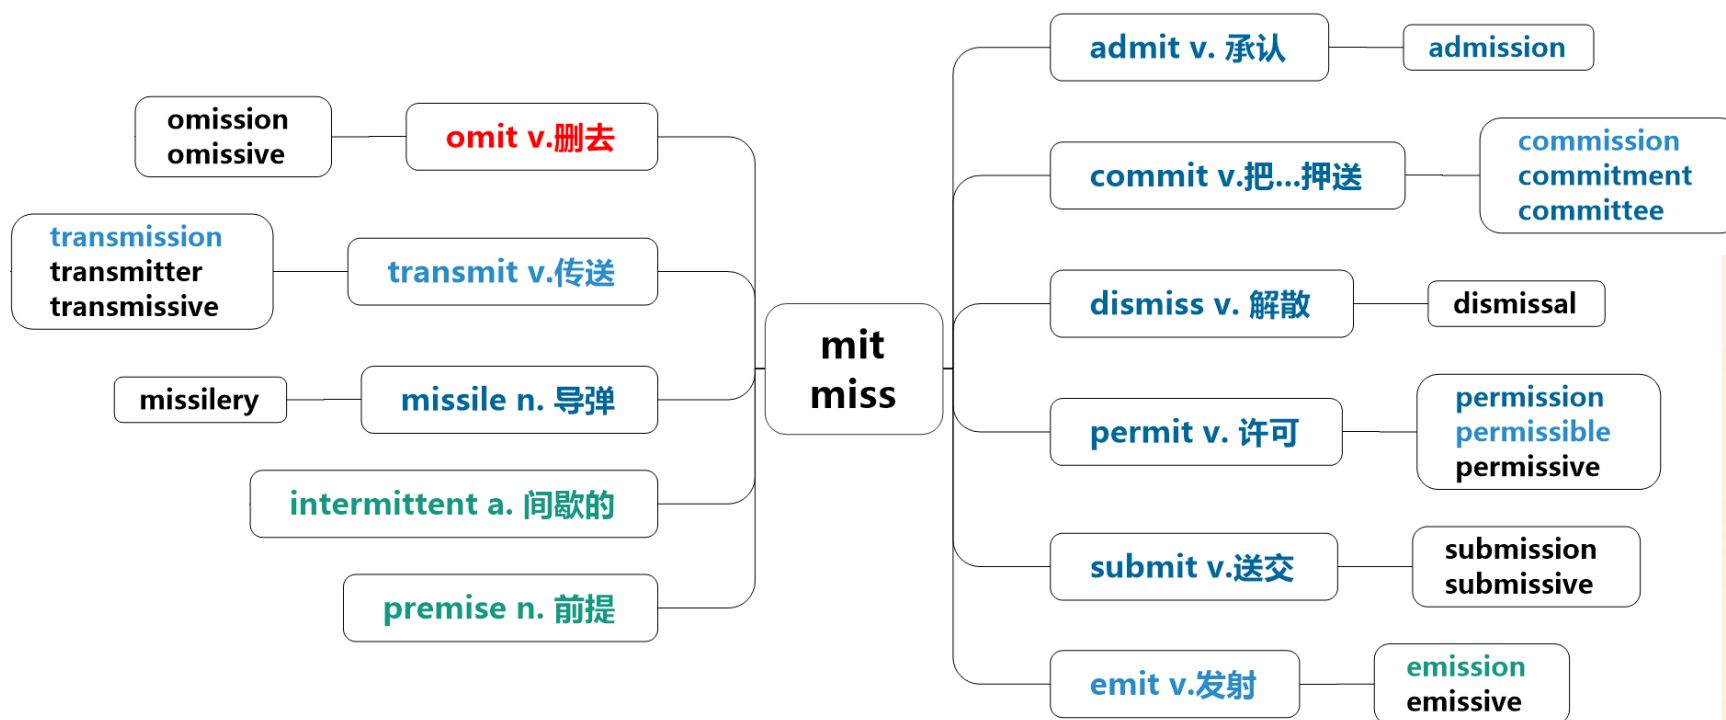 mit
miss
admit v. 承认
admission
commit v.把...押送
commission
commitment
committee
dismiss v. 解散
dismissal
permit v. 许可
permission
permissible
permissive
submit v.送交
submission
submissive
emit v.发射
emission
emissive
omit v.删去
omission
omissive
transmit v.传送
transmission
transmitter
transmissive
missile n. 导弹
missilery
intermittent a. 间歇的
premise n. 前提